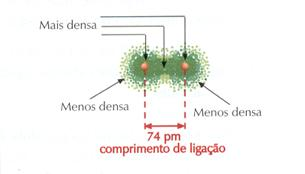 Mais densa
Menos densa
Menos densa
74 pm
comprimento de ligação